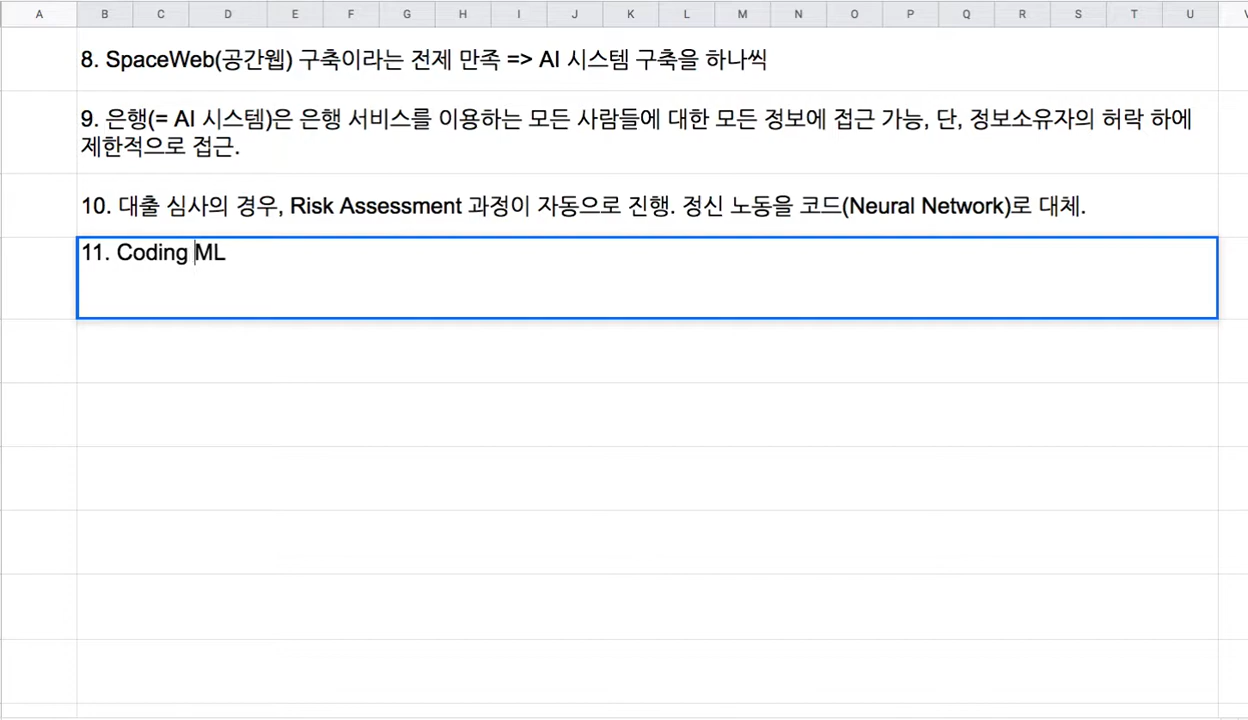 A B C D E F G H I J K L M N O P Q R S T U
8. SpaceWeb(공간웹) 구축이라는 전제 만족 => AI 시스템 구축을 하나씩
9. 은행(= AI 시스템)은 은행 서비스를 이용하는 모든 사람들에 대한 모든 정보에 접근 가능, 단, 정보소유자의 허락 하에
제한적으로 접근.
10. 대출 심사의 경우, Risk Assessment 과정이 자동으로 진행. 정신 노동을 코드(Neural Network)로 대체.
11. Coding ML